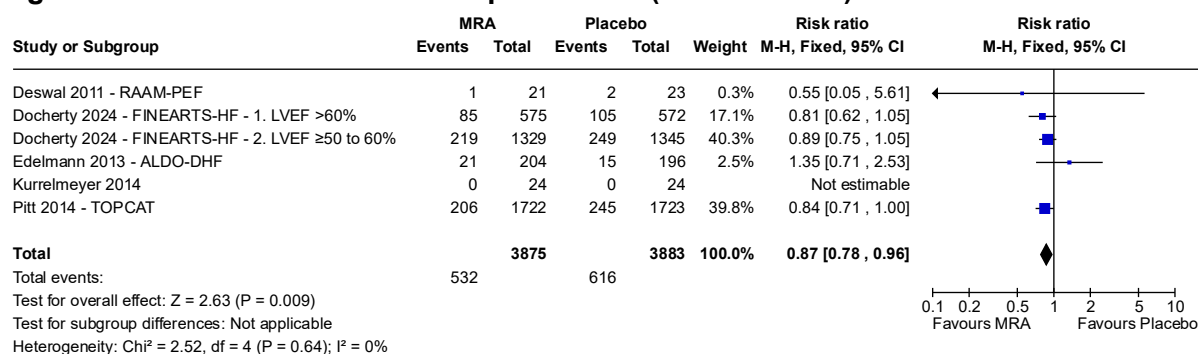 MRA Placebo Risk ratio Risk ratio
Study or Subgroup Events Total Events Total Weight M-H, Fixed, 95% CI M-H, Fixed, 95% CI
Deswal 2011 - RAAM-PEF 1 21 2 23 0.3% 0.55 [0.05 , 5.61]
Docherty 2024 - FINEARTS-HF - 1. LVEF >60% 85 575 105 572 17.1% 0.81 [0.62 , 1.05]
Docherty 2024 - FINEARTS-HF - 2. LVEF ≥50 to 60% 219 1329 249 1345 40.3% 0.89 [0.75 , 1.05]
Edelmann 2013 - ALDO-DHF 21 204 15 196 2.5% 1.35 [0.71 , 2.53]
Kurrelmeyer 2014 0 24 0 24 Not estimable
Pitt 2014 - TOPCAT 206 1722 245 1723 39.8% 0.84 [0.71 , 1.00]
Total 3875 3883 100.0% 0.87 [0.78 , 0.96]
Total events: 532 616
Test for overall effect: Z = 2.63 (P = 0.009)
Test for subgroup differences: Not applicable
Heterogeneity: Chi² = 2.52, df = 4 (P = 0.64); I² = 0%
0.1 0.2 0.5 1 2 5 10
Favours MRA Favours Placebo